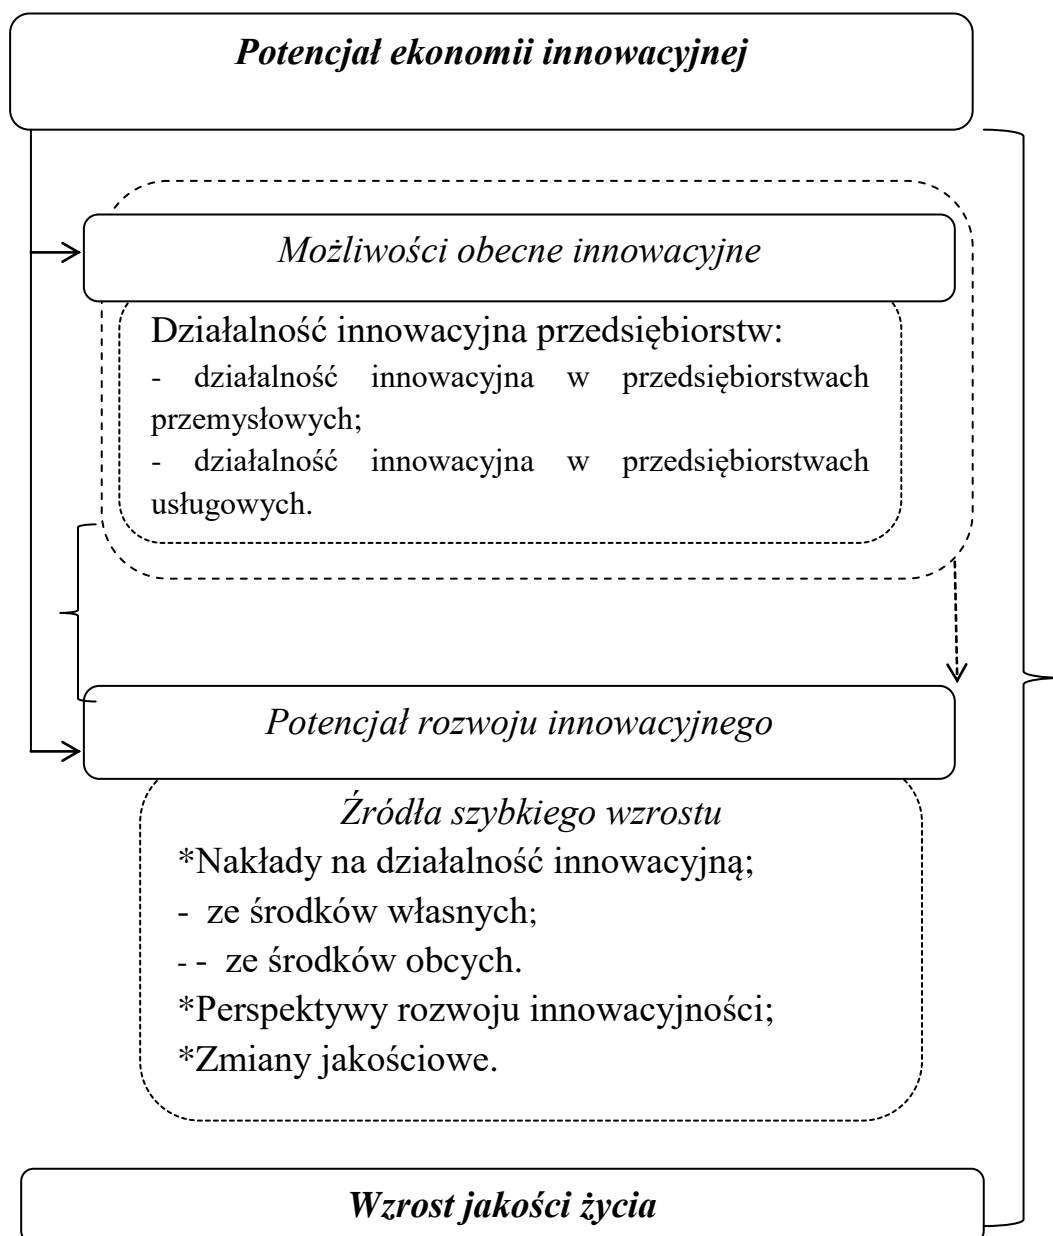 Potencjał ekonomii innowacyjnej
Możliwości obecne innowacyjne
Działalność innowacyjna przedsiębiorstw:
- działalność innowacyjna w przedsiębiorstwach
przemysłowych;
- działalność innowacyjna w przedsiębiorstwach
usługowych.
Potencjał rozwoju innowacyjnego
Źródła szybkiego wzrostu
*Nakłady na działalność innowacyjną;
- ze środków własnych;
- - ze środków obcych.
*Perspektywy rozwoju innowacyjności;
*Zmiany jakościowe.
Wzrost jakości życia